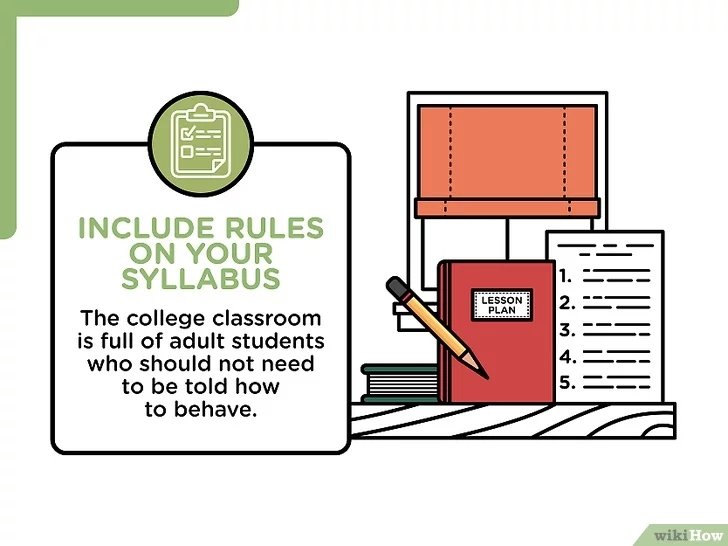 INCLUDE RULES
ON YOUR
SYLLABUS
The college classroom
is full of adult students
who should not need
to be told how
to behave.
LESSON
PLAN
1.
2.
3.
4.
5.
wikiHow